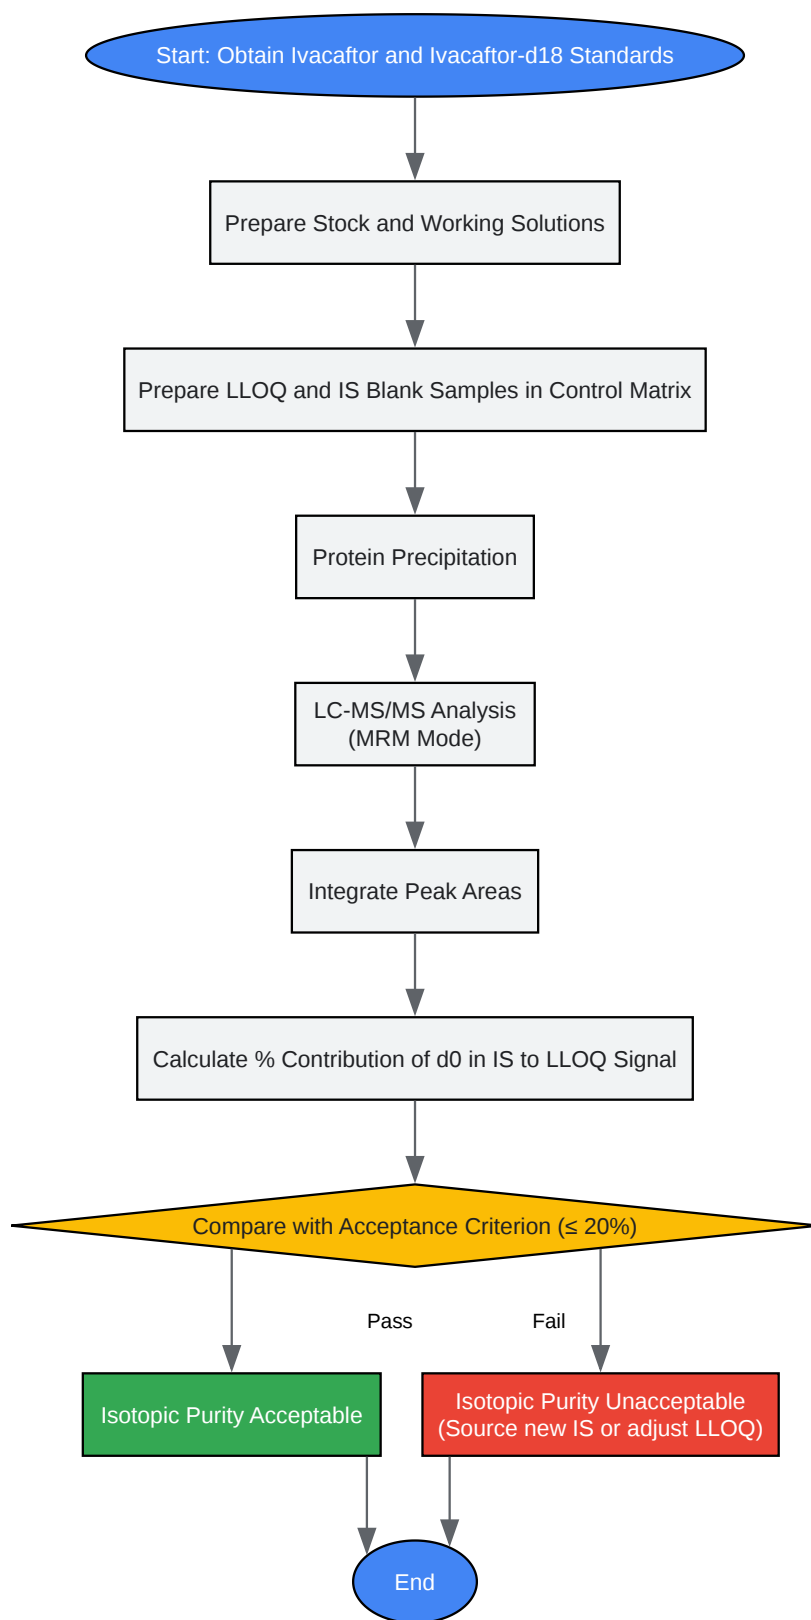 Start: Obtain Ivacaftor and Ivacaftor-d18 Standards
Prepare Stock and Working Solutions
Prepare LLOQ and IS Blank Samples in Control Matrix
Protein Precipitation
LC-MS/MS Analysis
(MRM Mode)
Integrate Peak Areas
Calculate % Contribution of d0 in IS to LLOQ Signal
Compare with Acceptance Criterion (≤ 20%)
Pass
Fail
Isotopic Purity Acceptable
Isotopic Purity Unacceptable
(Source new IS or adjust LLOQ)
End